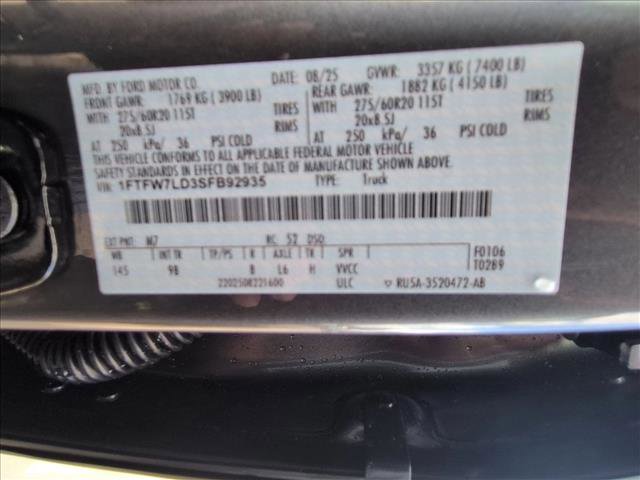 MFD. BY FORD MOTOR CO. DATE: 08/25 GVWR: 3357 KG ( 7400 LB)
FRONT GAWR: 1769 KG ( 3900 LB) REAR GAWR: 1882 KG ( 4150 LB)
WITH 275/60R20 115T TIRES WITH 275/60R20 115T TIRES
20x8.5J RIMS 20x8.5J RIMS
AT 250 kPa/ 36 PSI COLD AT 250 kPa/ 36 PSI COLD
THIS VEHICLE CONFORMS TO ALL APPLICABLE FEDERAL MOTOR VEHICLE
SAFETY STANDARDS IN EFFECT ON THE DATE OF MANUFACTURE SHOWN ABOVE.
VIN: 1FTFW7LD3SFB92935 TYPE: Truck
EXT PNT: M7 RC: 52 DSO: F0106
WB INT TR TP/PS R AXLE TR SPR T0289
145 9B B L6 H VVCC
ULC ▽ RU5A-3520472-AB